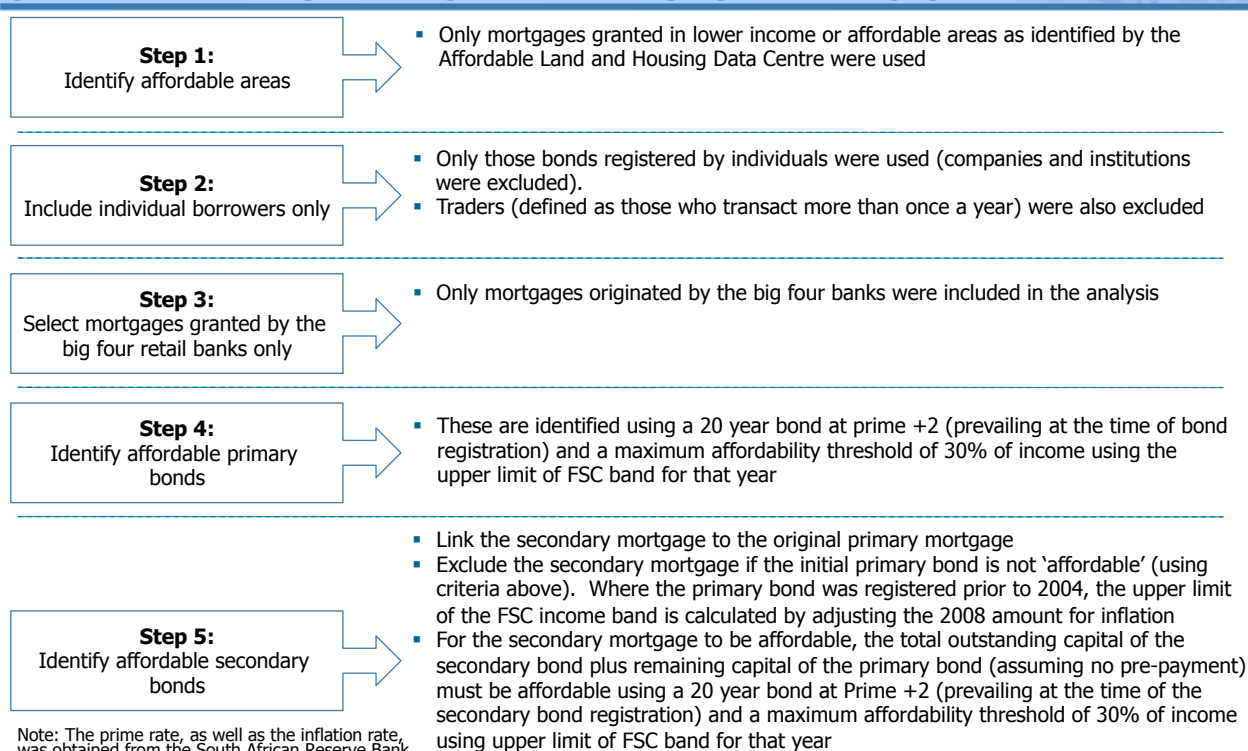 Step 1:
Identify affordable areas
▪ Only mortgages granted in lower income or affordable areas as identified by the
Affordable Land and Housing Data Centre were used
Step 2:
Include individual borrowers only
▪ Only those bonds registered by individuals were used (companies and institutions
were excluded).
▪ Traders (defined as those who transact more than once a year) were also excluded
Step 3:
Select mortgages granted by the
big four retail banks only
▪ Only mortgages originated by the big four banks were included in the analysis
Step 4:
Identify affordable primary
bonds
▪ These are identified using a 20 year bond at prime +2 (prevailing at the time of bond
registration) and a maximum affordability threshold of 30% of income using the
upper limit of FSC band for that year
Step 5:
Identify affordable secondary
bonds
▪ Link the secondary mortgage to the original primary mortgage
▪ Exclude the secondary mortgage if the initial primary bond is not ‘affordable’ (using
criteria above). Where the primary bond was registered prior to 2004, the upper limit
of the FSC income band is calculated by adjusting the 2008 amount for inflation
▪ For the secondary mortgage to be affordable, the total outstanding capital of the
secondary bond plus remaining capital of the primary bond (assuming no pre-payment)
must be affordable using a 20 year bond at Prime +2 (prevailing at the time of the
secondary bond registration) and a maximum affordability threshold of 30% of income
using upper limit of FSC band for that year
Note: The prime rate, as well as the inflation rate,
was obtained from the South African Reserve Bank